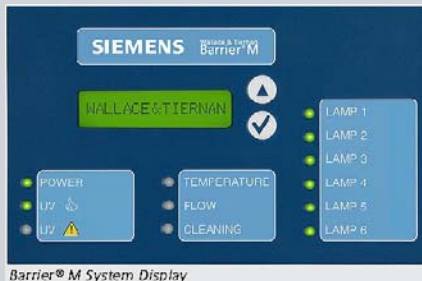 SIEMENS
Wallace & Tiernan
Barrier® M
WALLACE&TIERNAN
POWER
UV
UV
TEMPERATURE
FLOW
CLEANING
LAMP 1
LAMP 2
LAMP 3
LAMP 4
LAMP 5
LAMP 6
Barrier® M System Display